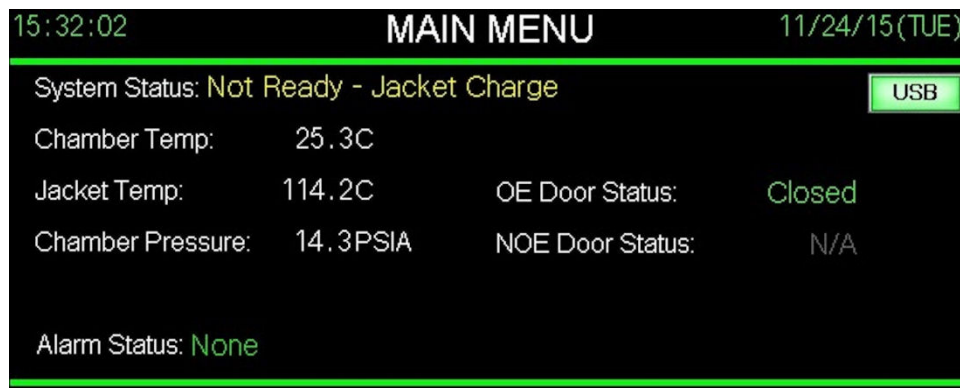 15:32:02 MAIN MENU 11/24/15(TUE)
System Status: Not Ready - Jacket Charge USB
Chamber Temp: 25.3C
Jacket Temp: 114.2C OE Door Status: Closed
Chamber Pressure: 14.3PSIA NOE Door Status: N/A
Alarm Status: None